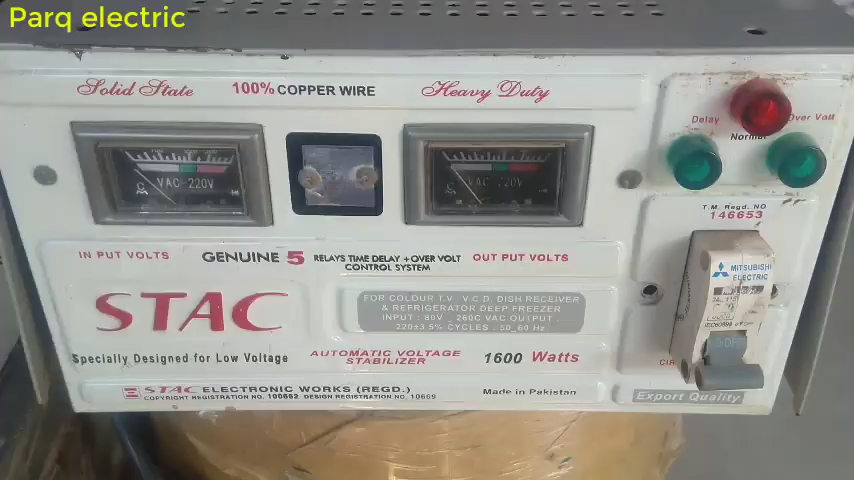 Parq electric
Solid State 100% COPPER WIRE Heavy Duty
Delay Over Volt
Normal
VAC-220V
VAC-220V
T.M. Regd. NO
146653
IN PUT VOLTS GENUINE 5 RELAYS TIME DELAY + OVER VOLT OUT PUT VOLTS
CONTROL SYSTEM
MITSUBISHI
ELECTRIC
STAC
FOR COLOUR T.V V.C.D. DISH RECEIVER
& REFRIGERATOR DEEP FREEZER
INPUT : 80V _ 260C VAC OUTPUT .
220±3.5% CYCLES . 50_60 Hz
Specially Designed for Low Voltage
AUTOMATIC VOLTAGE
STABILIZER
1600 Watts
CIR
STAC ELECTRONIC WORKS (REGD.)
COPYRIGHT REGISTRATION NO. 100662 DESIGN REGISTRATION NO. 10669
Made in Pakistan
Export Quality